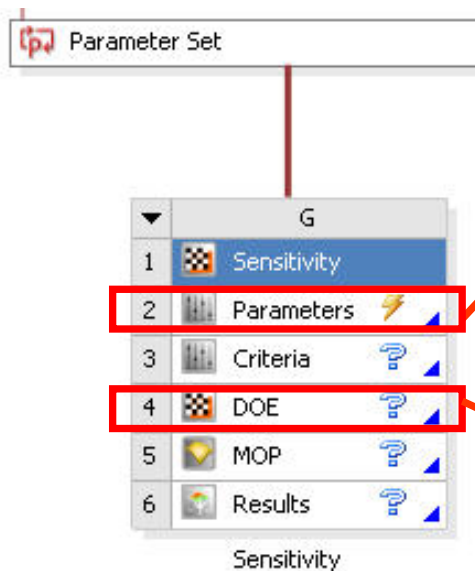 Parameter Set
G
1 Sensitivity
2 Parameters
3 Criteria ?
4 DOE ?
5 MOP ?
6 Results ?
Sensitivity